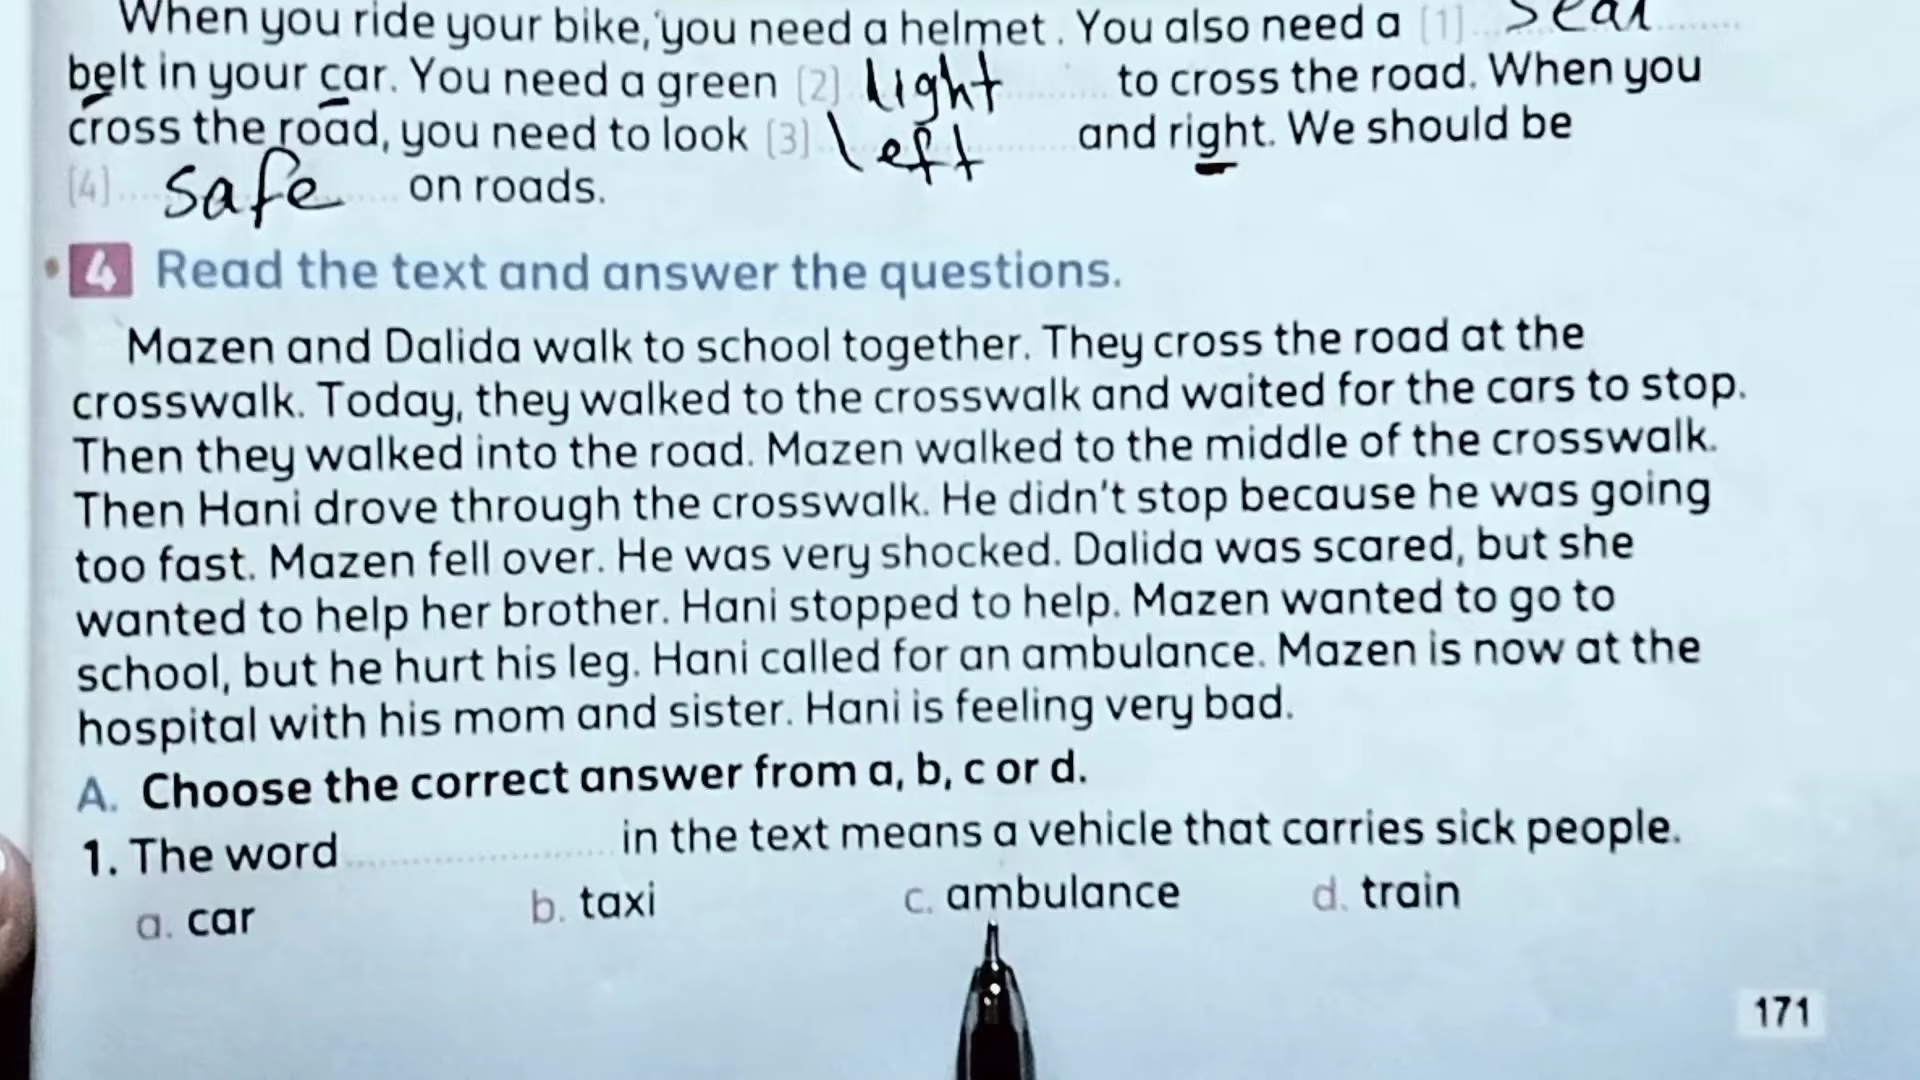 When you ride your bike, you need a helmet. You also need a [1] seat
belt in your car. You need a green [2] light to cross the road. When you
cross the road, you need to look [3] left and right. We should be
[4] safe on roads.
4 Read the text and answer the questions.
Mazen and Dalida walk to school together. They cross the road at the
crosswalk. Today, they walked to the crosswalk and waited for the cars to stop.
Then they walked into the road. Mazen walked to the middle of the crosswalk.
Then Hani drove through the crosswalk. He didn't stop because he was going
too fast. Mazen fell over. He was very shocked. Dalida was scared, but she
wanted to help her brother. Hani stopped to help. Mazen wanted to go to
school, but he hurt his leg. Hani called for an ambulance. Mazen is now at the
hospital with his mom and sister. Hani is feeling very bad.
A. Choose the correct answer from a, b, c or d.
1. The word .................... in the text means a vehicle that carries sick people.
a. car b. taxi c. ambulance d. train
171